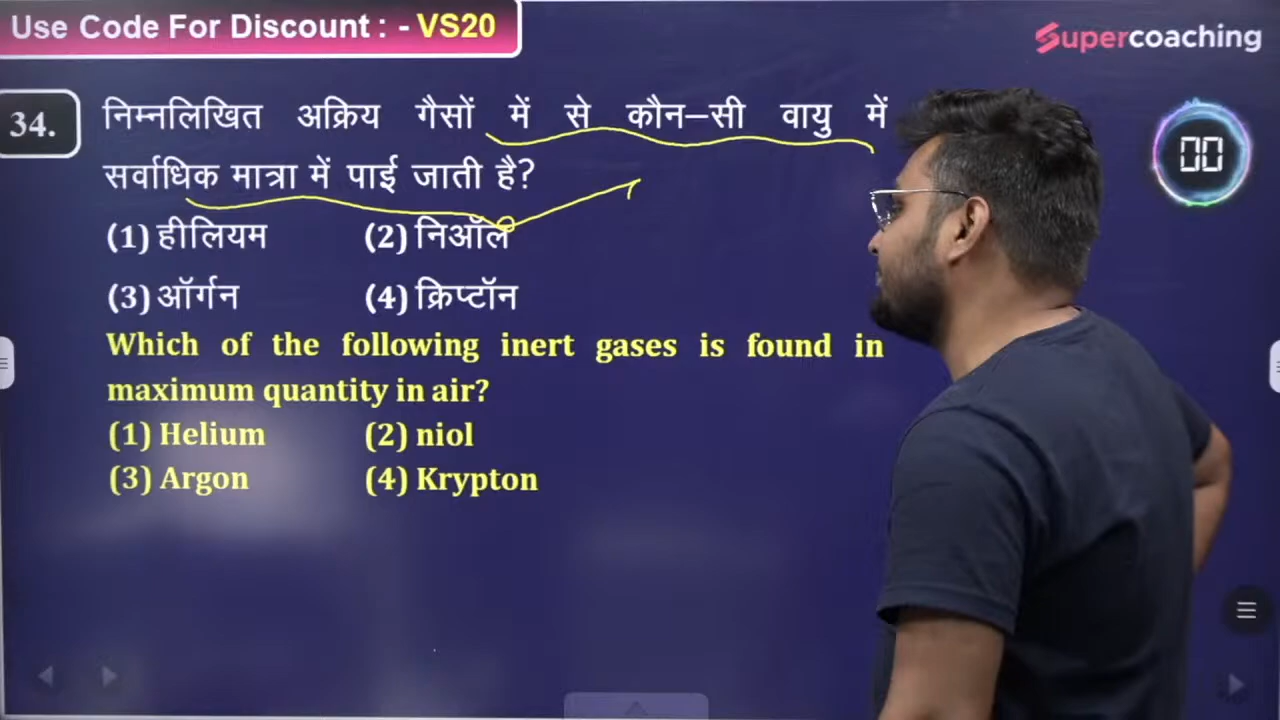 Use Code For Discount : - VS20
Supercoaching
34. निम्नलिखित अक्रिय गैसों में से कौन–सी वायु में
सर्वाधिक मात्रा में पाई जाती है?
(1) हीलियम (2) निऑल
(3) ऑर्गन (4) क्रिप्टॉन
Which of the following inert gases is found in
maximum quantity in air?
(1) Helium (2) niol
(3) Argon (4) Krypton
00